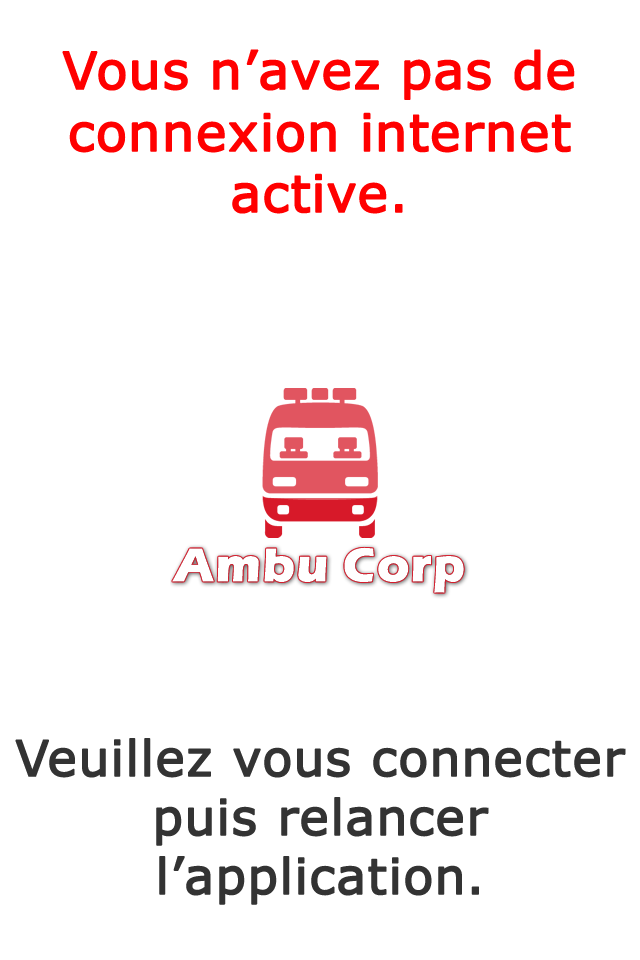 Vous n’avez pas de
connexion internet
active.
Ambu Corp
Veuillez vous connecter
puis relancer
l’application.